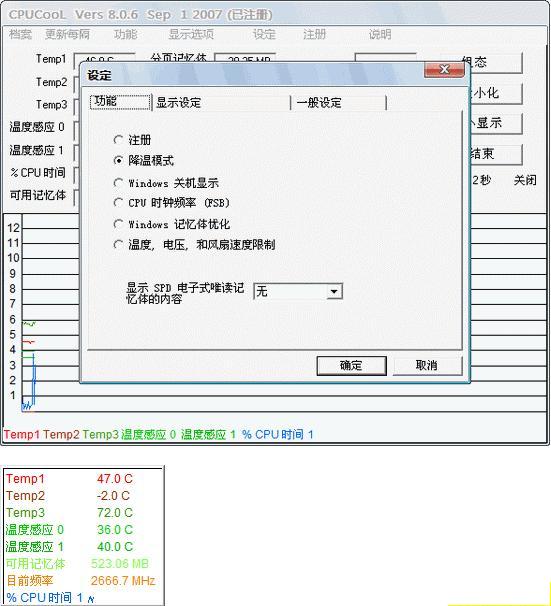 CPUCooL Vers 8.0.6 Sep 1 2007 (已注册)
档案 更新每隔 功能 显示选项 设定 注册 说明
Temp1 分页记忆体
Temp2
Temp3
温度感应 0
温度感应 1
% CPU 时间
可用记忆体
小化
显示
结束
2秒 关闭
设定
功能 显示设定 一般设定
注册
降温模式
Windows 关机显示
CPU 时钟频率 (FSB)
Windows 记忆体优化
温度, 电压, 和风扇速度限制
显示 SPD 电子式唯读记
忆体的内容
无
确定 取消
12
11
10
9
8
7
6
5
4
3
2
1
Temp1 Temp2 Temp3 温度感应 0 温度感应 1 % CPU 时间 1
Temp1 47.0 C
Temp2 -2.0 C
Temp3 72.0 C
温度感应 0 36.0 C
温度感应 1 40.0 C
可用记忆体 523.06 MB
目前频率 2666.7 MHz
% CPU 时间 1